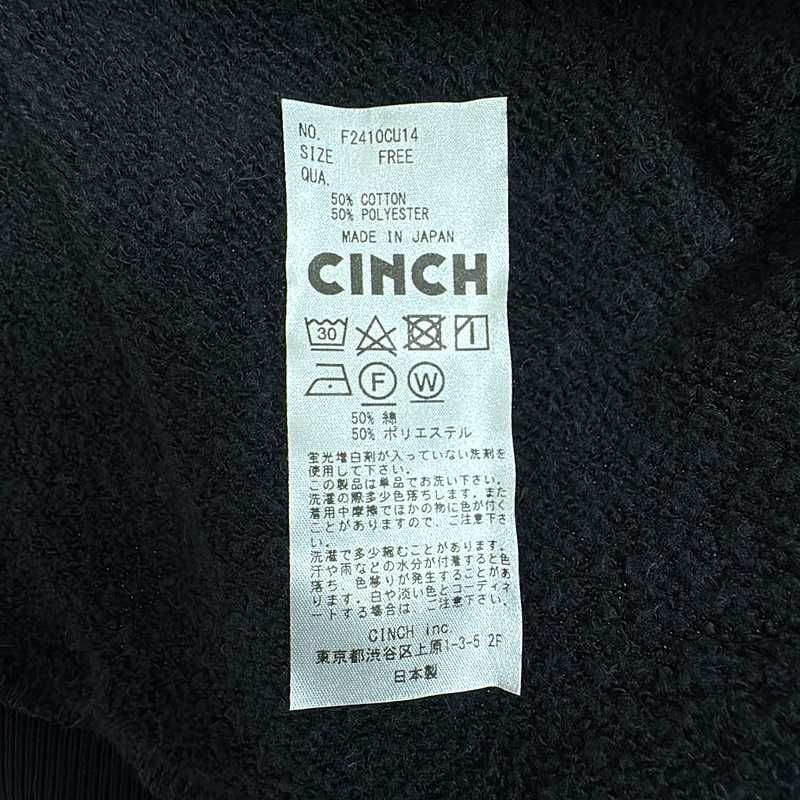 NO. F2410CU14
SIZE FREE
QUA.
50% COTTON
50% POLYESTER
MADE IN JAPAN
CINCH
30
F W
50% 綿
50% ポリエステル
蛍光増白剤が入っていない洗剤を
使用して下さい。
この製品は単品でお洗い下さい。
洗濯の際多少色落ちします。また
着用中摩擦でほかの物に色が付く
ことがありますので、ご注意下さ
い。
洗濯で多少縮むことがあります。
汗や雨などの水分が付着すると色
落ち、色移りが発生することがあ
ります。白や淡い色とコーディネ
ートする場合は、ご注意下さい。
CINCH inc
東京都渋谷区上原1-3-5 2F
日本製